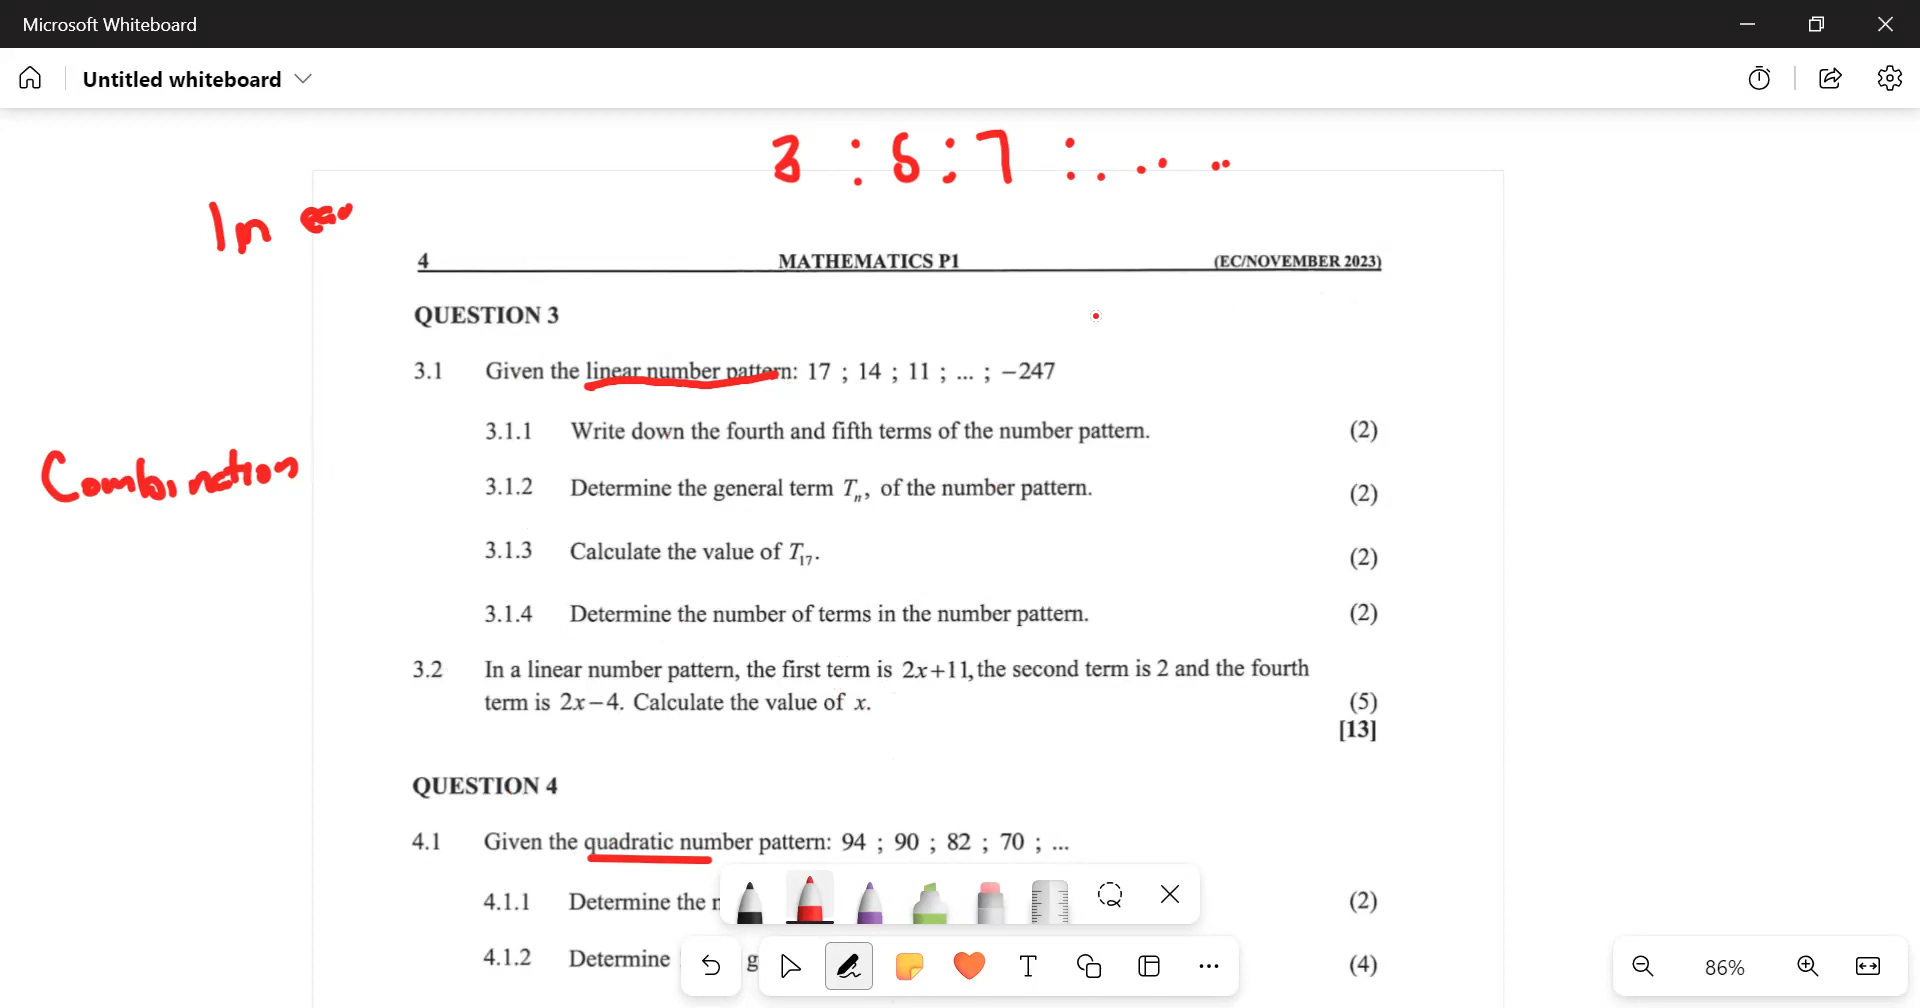 Microsoft Whiteboard
Untitled whiteboard
3 ; 5 ; 7 ; . . . . .
In
4 MATHEMATICS P1 (EC/NOVEMBER 2023)
QUESTION 3
3.1 Given the linear number pattern: 17 ; 14 ; 11 ; ... ; −247
3.1.1 Write down the fourth and fifth terms of the number pattern. (2)
Combination
3.1.2 Determine the general term Tₙ, of the number pattern. (2)
3.1.3 Calculate the value of T₁₇. (2)
3.1.4 Determine the number of terms in the number pattern. (2)
3.2 In a linear number pattern, the first term is 2x+11, the second term is 2 and the fourth
term is 2x−4. Calculate the value of x. (5)
[13]
QUESTION 4
4.1 Given the quadratic number pattern: 94 ; 90 ; 82 ; 70 ; ...
4.1.1 Determine the (2)
4.1.2 Determine (4)
T
86%